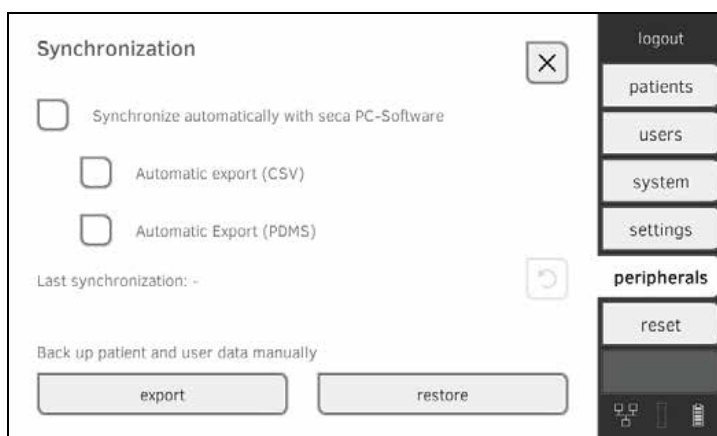 Synchronization
Synchronize automatically with seca PC-Software
Automatic export (CSV)
Automatic Export (PDMS)
Last synchronization: -
Back up patient and user data manually
export
restore
logout
patients
users
system
settings
peripherals
reset